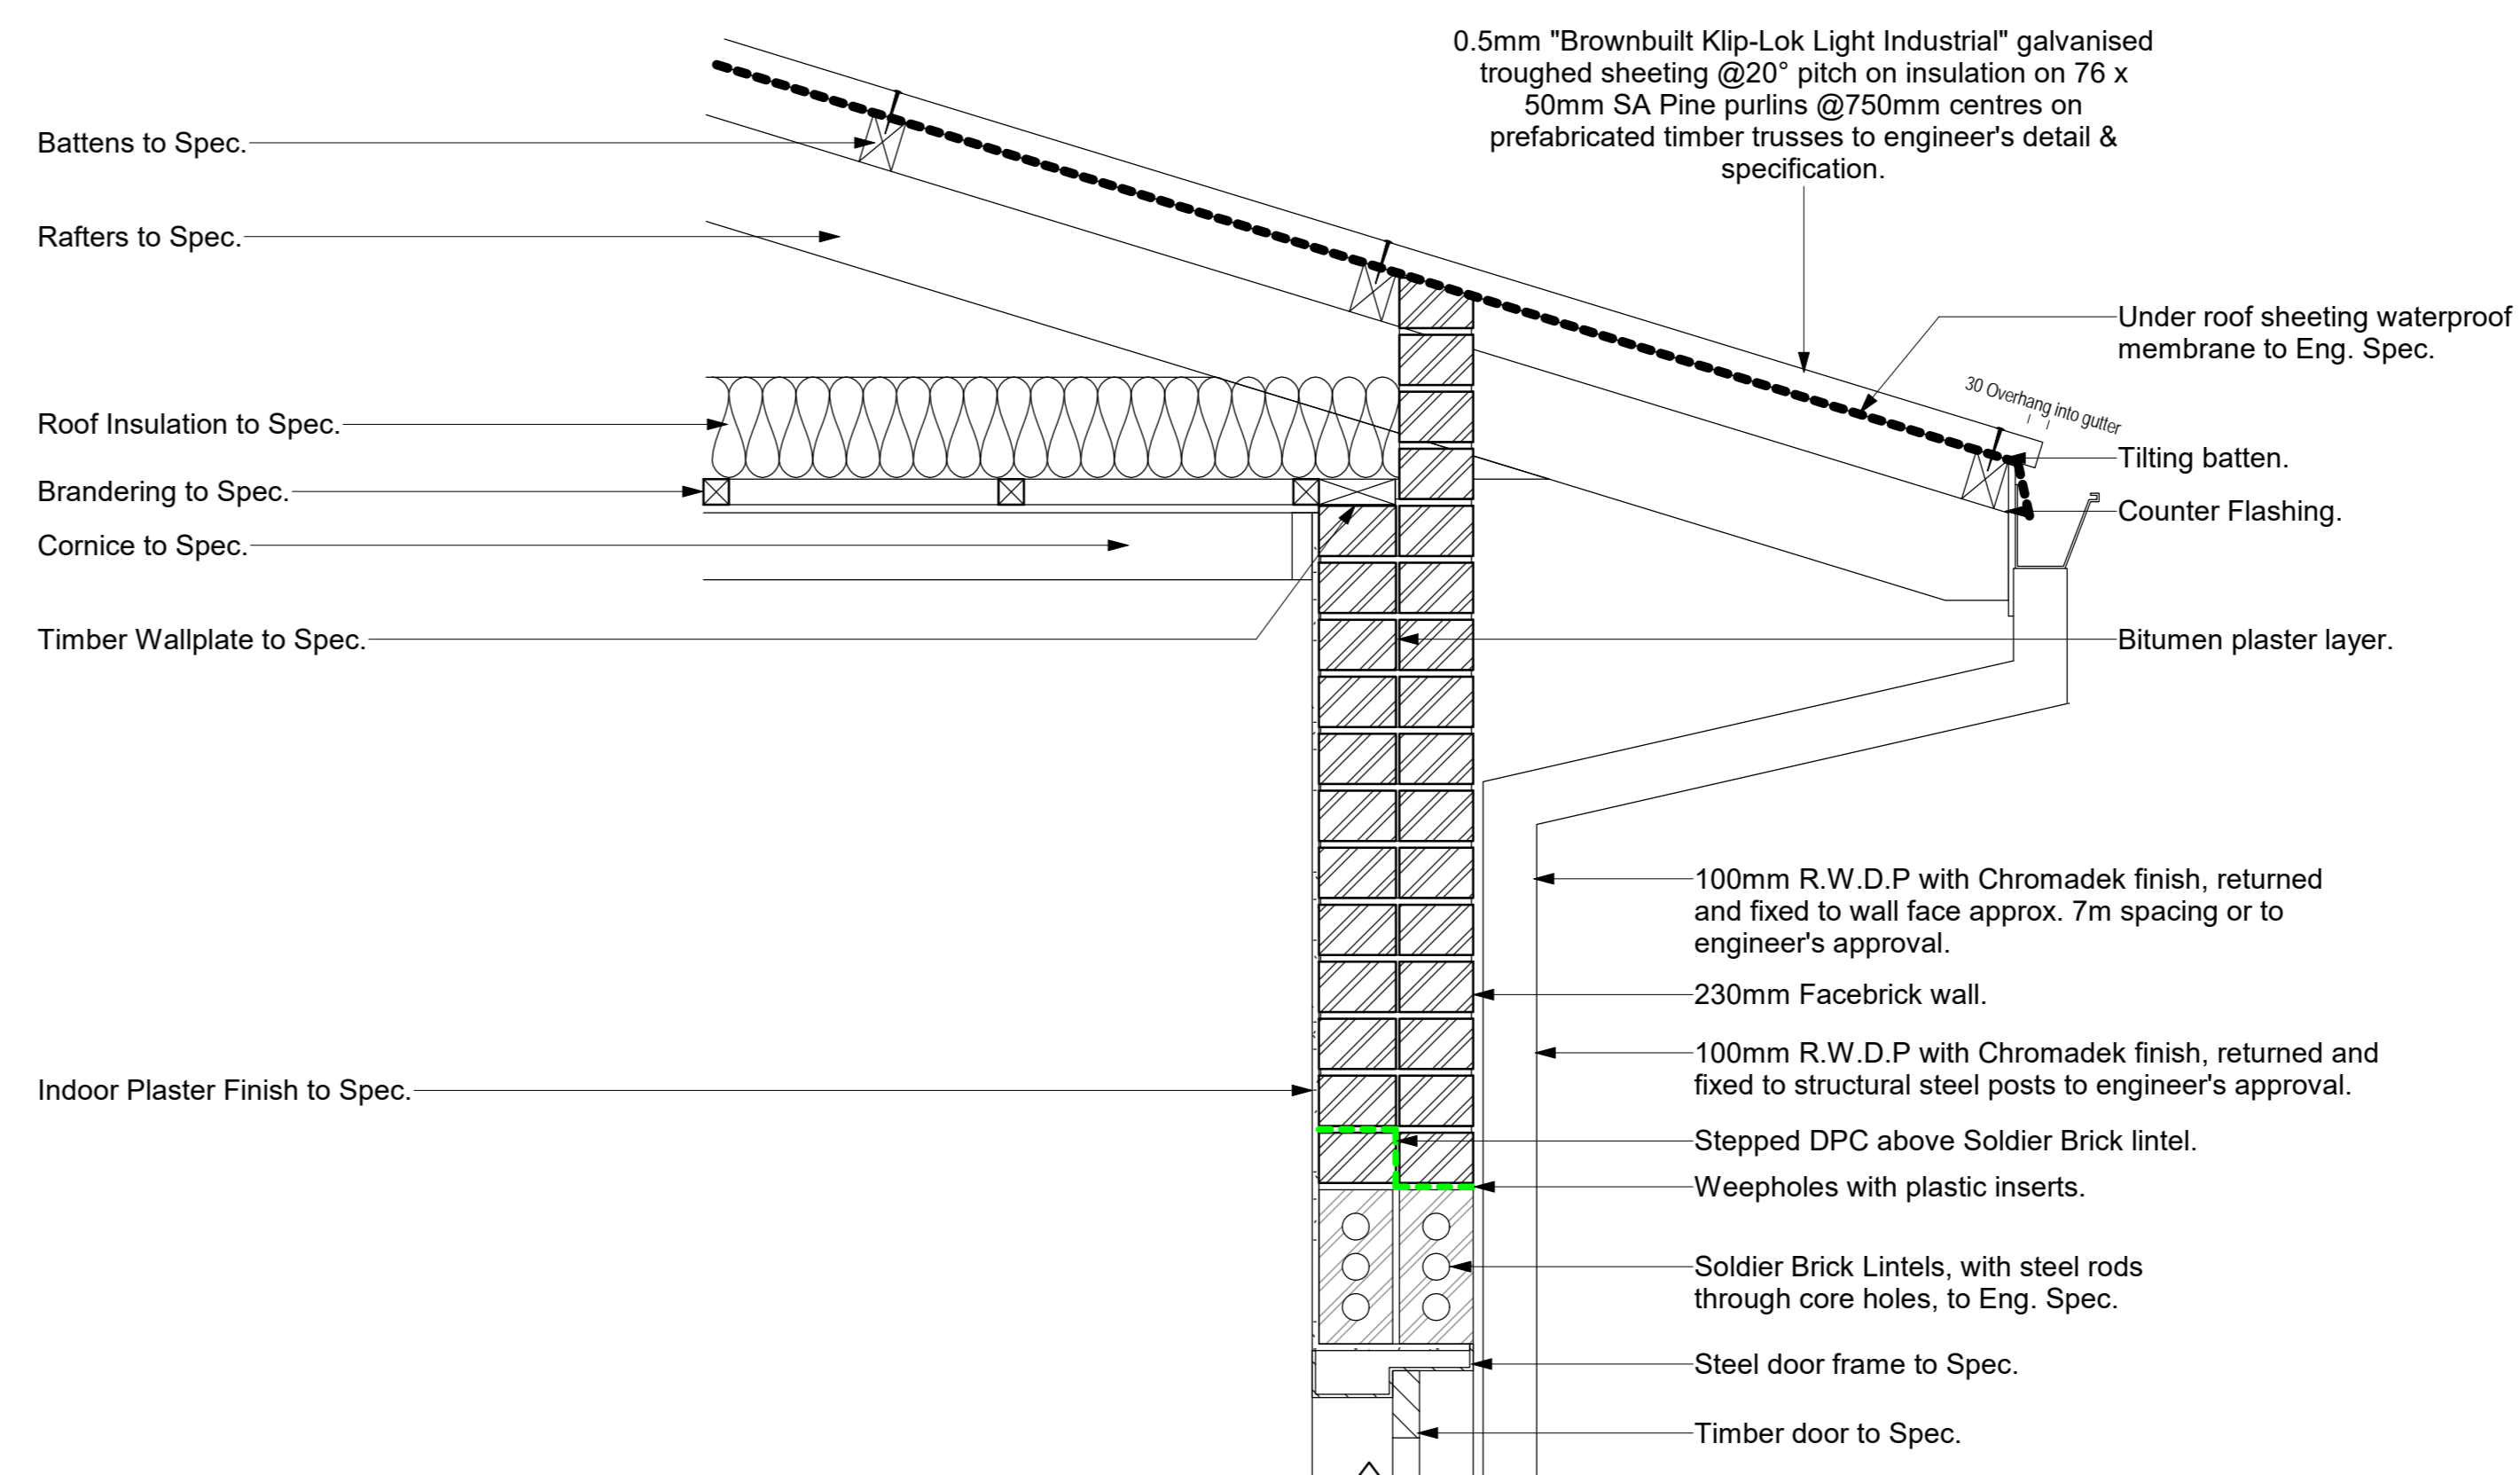 0.5mm "Brownbuilt Klip-Lok Light Industrial" galvanised
troughed sheeting @20° pitch on insulation on 76 x
50mm SA Pine purlins @750mm centres on
prefabricated timber trusses to engineer's detail &
specification.
Battens to Spec.
Rafters to Spec.
Roof Insulation to Spec.
Brandering to Spec.
Cornice to Spec.
Timber Wallplate to Spec.
Indoor Plaster Finish to Spec.
Under roof sheeting waterproof
membrane to Eng. Spec.
30 Overhang into gutter
Tilting batten.
Counter Flashing.
Bitumen plaster layer.
100mm R.W.D.P with Chromadek finish, returned
and fixed to wall face approx. 7m spacing or to
engineer's approval.
230mm Facebrick wall.
100mm R.W.D.P with Chromadek finish, returned and
fixed to structural steel posts to engineer's approval.
Stepped DPC above Soldier Brick lintel.
Weepholes with plastic inserts.
Soldier Brick Lintels, with steel rods
through core holes, to Eng. Spec.
Steel door frame to Spec.
Timber door to Spec.